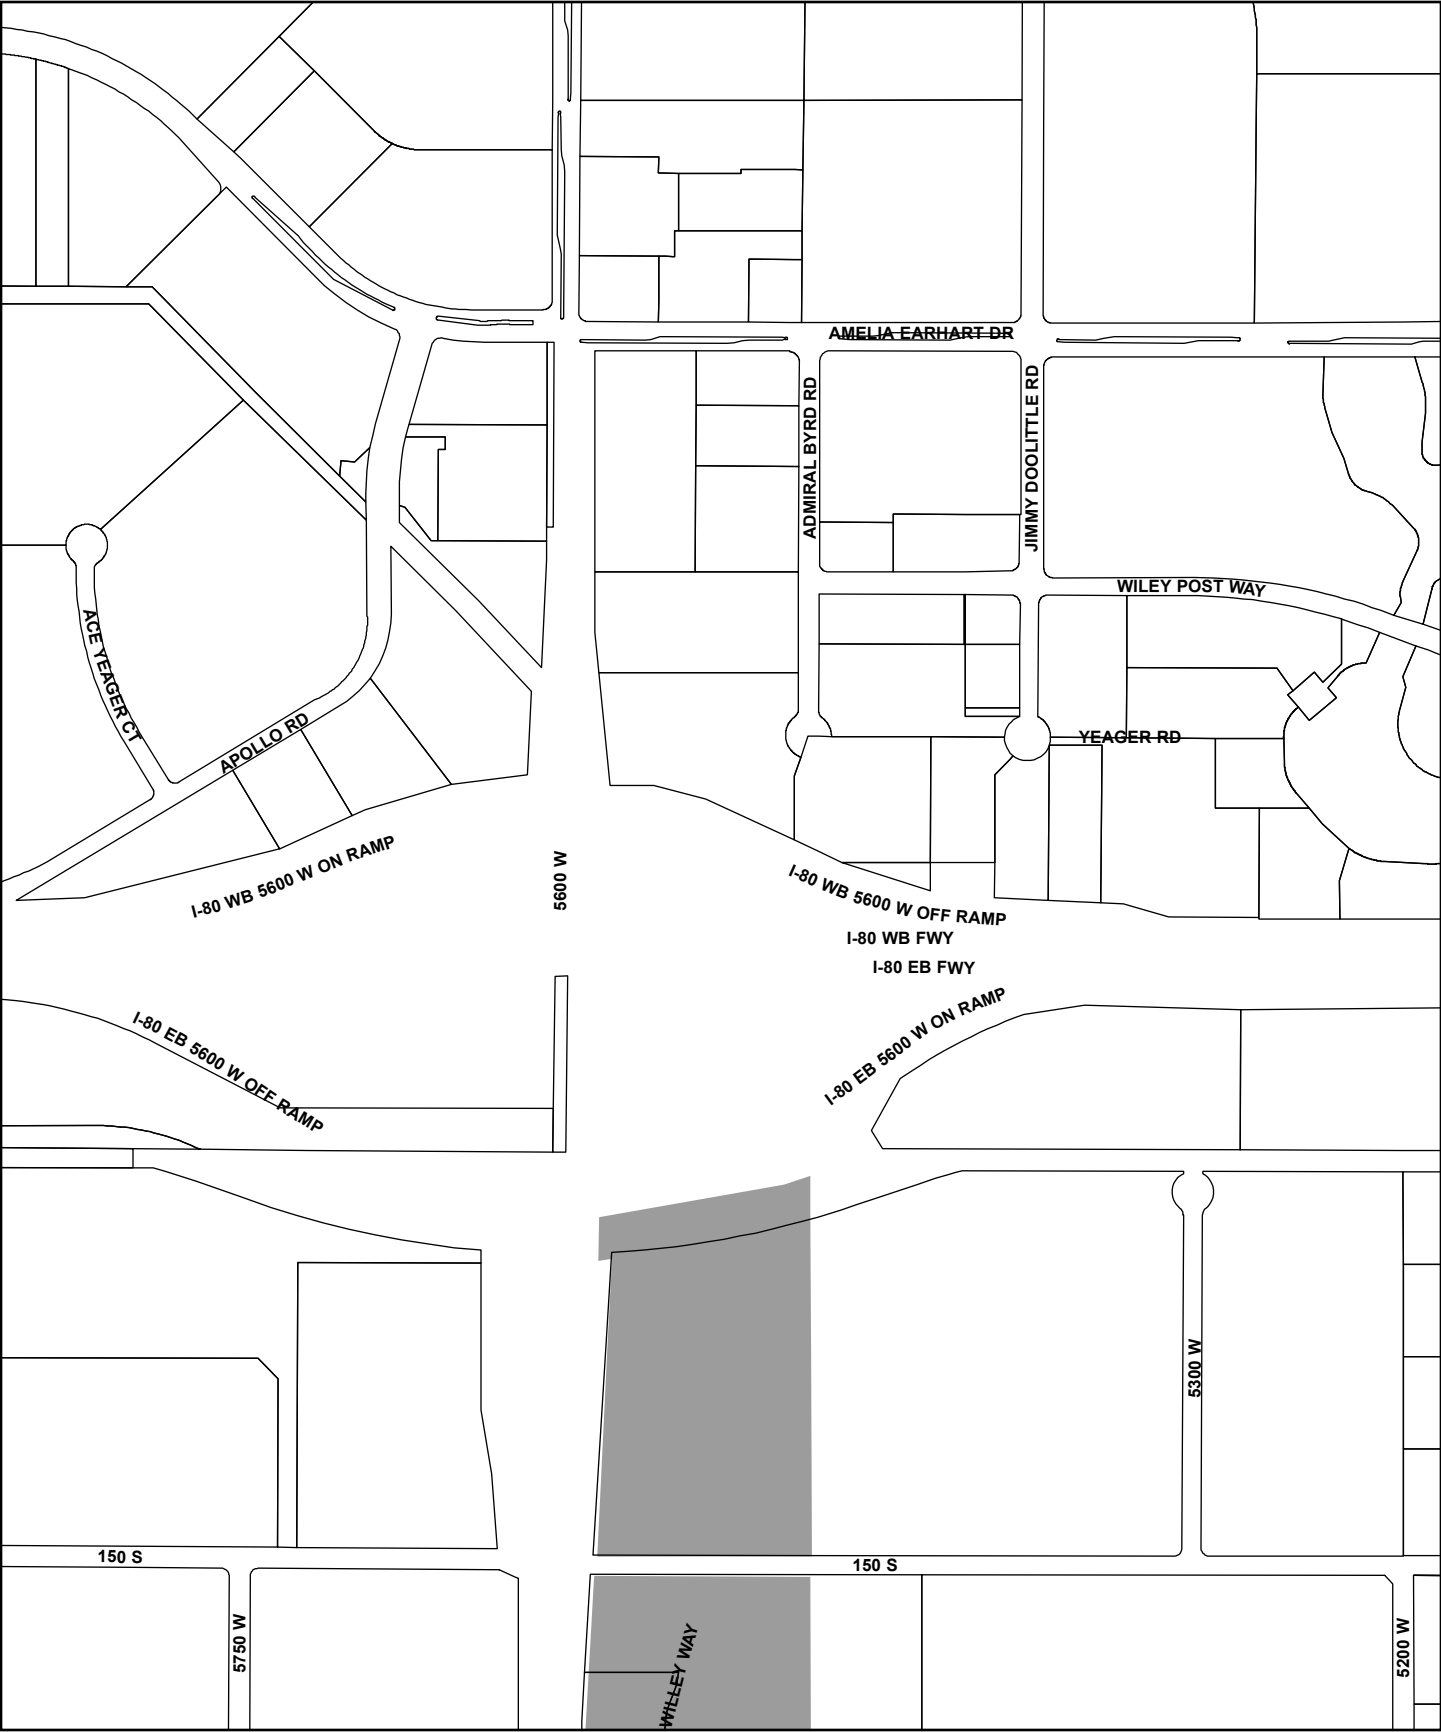 AMELIA EARHART DR
ADMIRAL BYRD RD
JIMMY DOOLITTLE RD
WILEY POST WAY
ACE YEAGER CT
APOLLO RD
YEAGER RD
I-80 WB 5600 W ON RAMP
5600 W
I-80 WB 5600 W OFF RAMP
I-80 WB FWY
I-80 EB FWY
I-80 EB 5600 W ON RAMP
I-80 EB 5600 W OFF RAMP
5300 W
150 S
150 S
5750 W
WILLEY WAY
5200 W